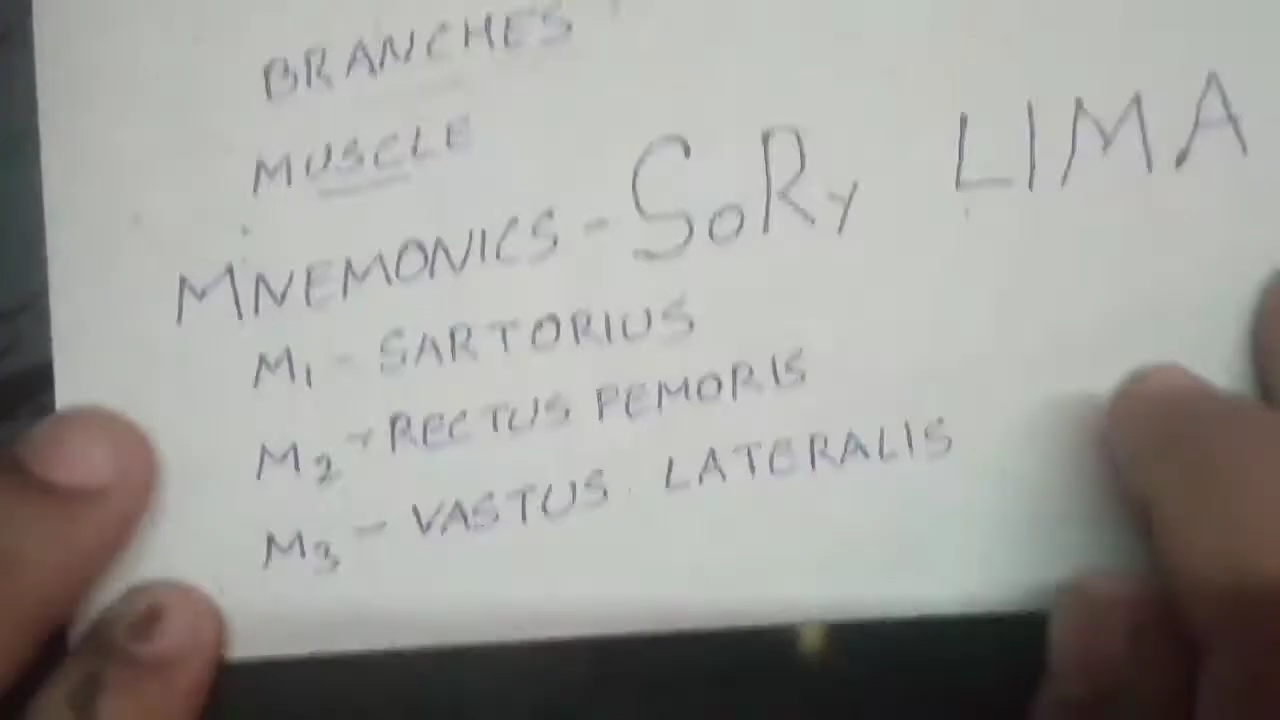 BRANCHES
MUSCLE
MNEMONICS - SoRy LIMA
M1 - SARTORIUS
M2 - RECTUS FEMORIS
M3 - VASTUS LATERALIS